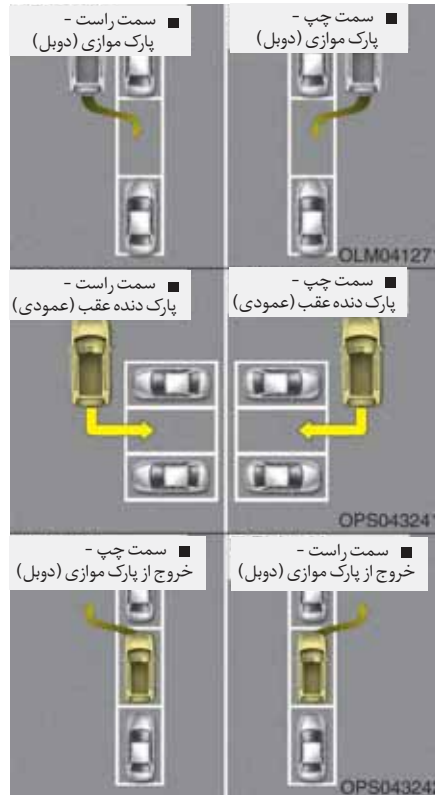 ■ سمت راست -
پارک موازی (دوبل)
■ سمت چپ -
پارک موازی (دوبل)
OLM041271
■ سمت راست -
پارک دنده عقب (عمودی)
■ سمت چپ -
پارک دنده عقب (عمودی)
OPS043241
■ سمت چپ -
خروج از پارک موازی (دوبل)
■ سمت راست -
خروج از پارک موازی (دوبل)
OPS043242